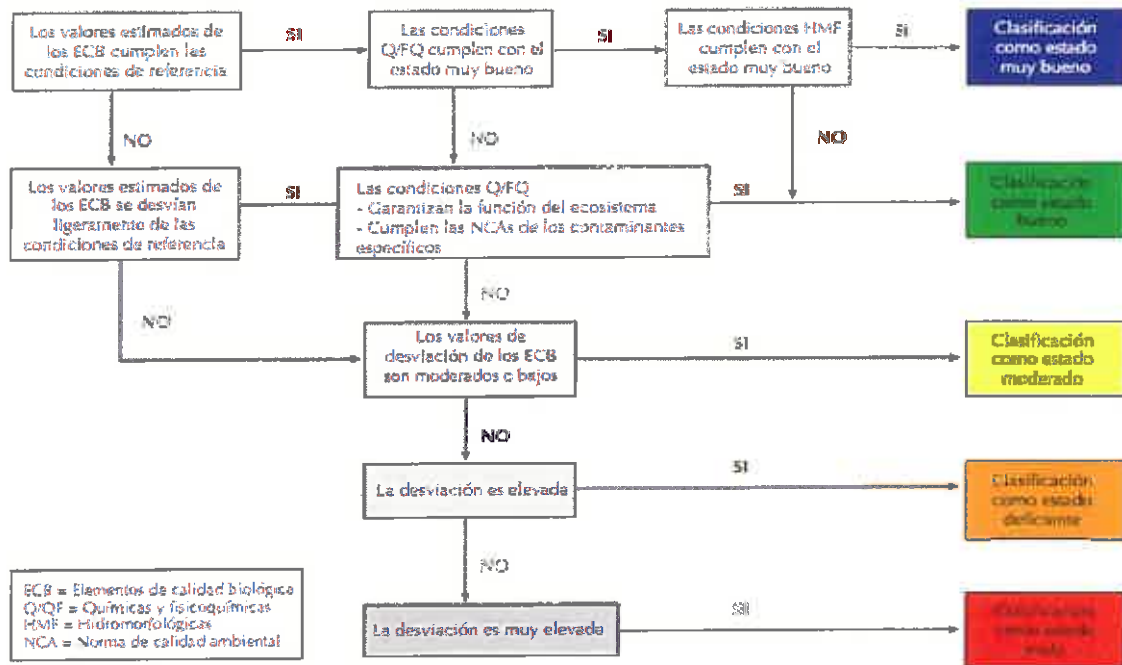 Los valores estimados de
los ECB cumplen las
condiciones de referencia
SI
Las condiciones
Q/FQ cumplen con el
estado muy bueno
SI
Las condiciones HMF
cumplen con el
estado muy bueno
SI
Clasificación
como estado
muy bueno
NO
NO
NO
Los valores estimados de
los ECB se desvían
ligeramento de las
condiciones de referencia
SI
Las condiciones Q/FQ
- Garantizan la función del ecosistema
- Cumplen las NCAs de los contaminantes
específicos
SI
Clasificación
como estado
bueno
NO
NO
Los valores de
desviación de los ECB
son moderados o bajos
SI
Clasificación
como estado
moderado
NO
La desviación es elevada
SI
Clasificación
como estado
deficiente
NO
La desviación es muy elevada
SI
Clasificación
como estado
malo
ECB = Elementos de calidad biológica
Q/QF = Químicas y fisicoquímicas
HMF = Hidromorfológicas
NCA = Norma de calidad ambiental